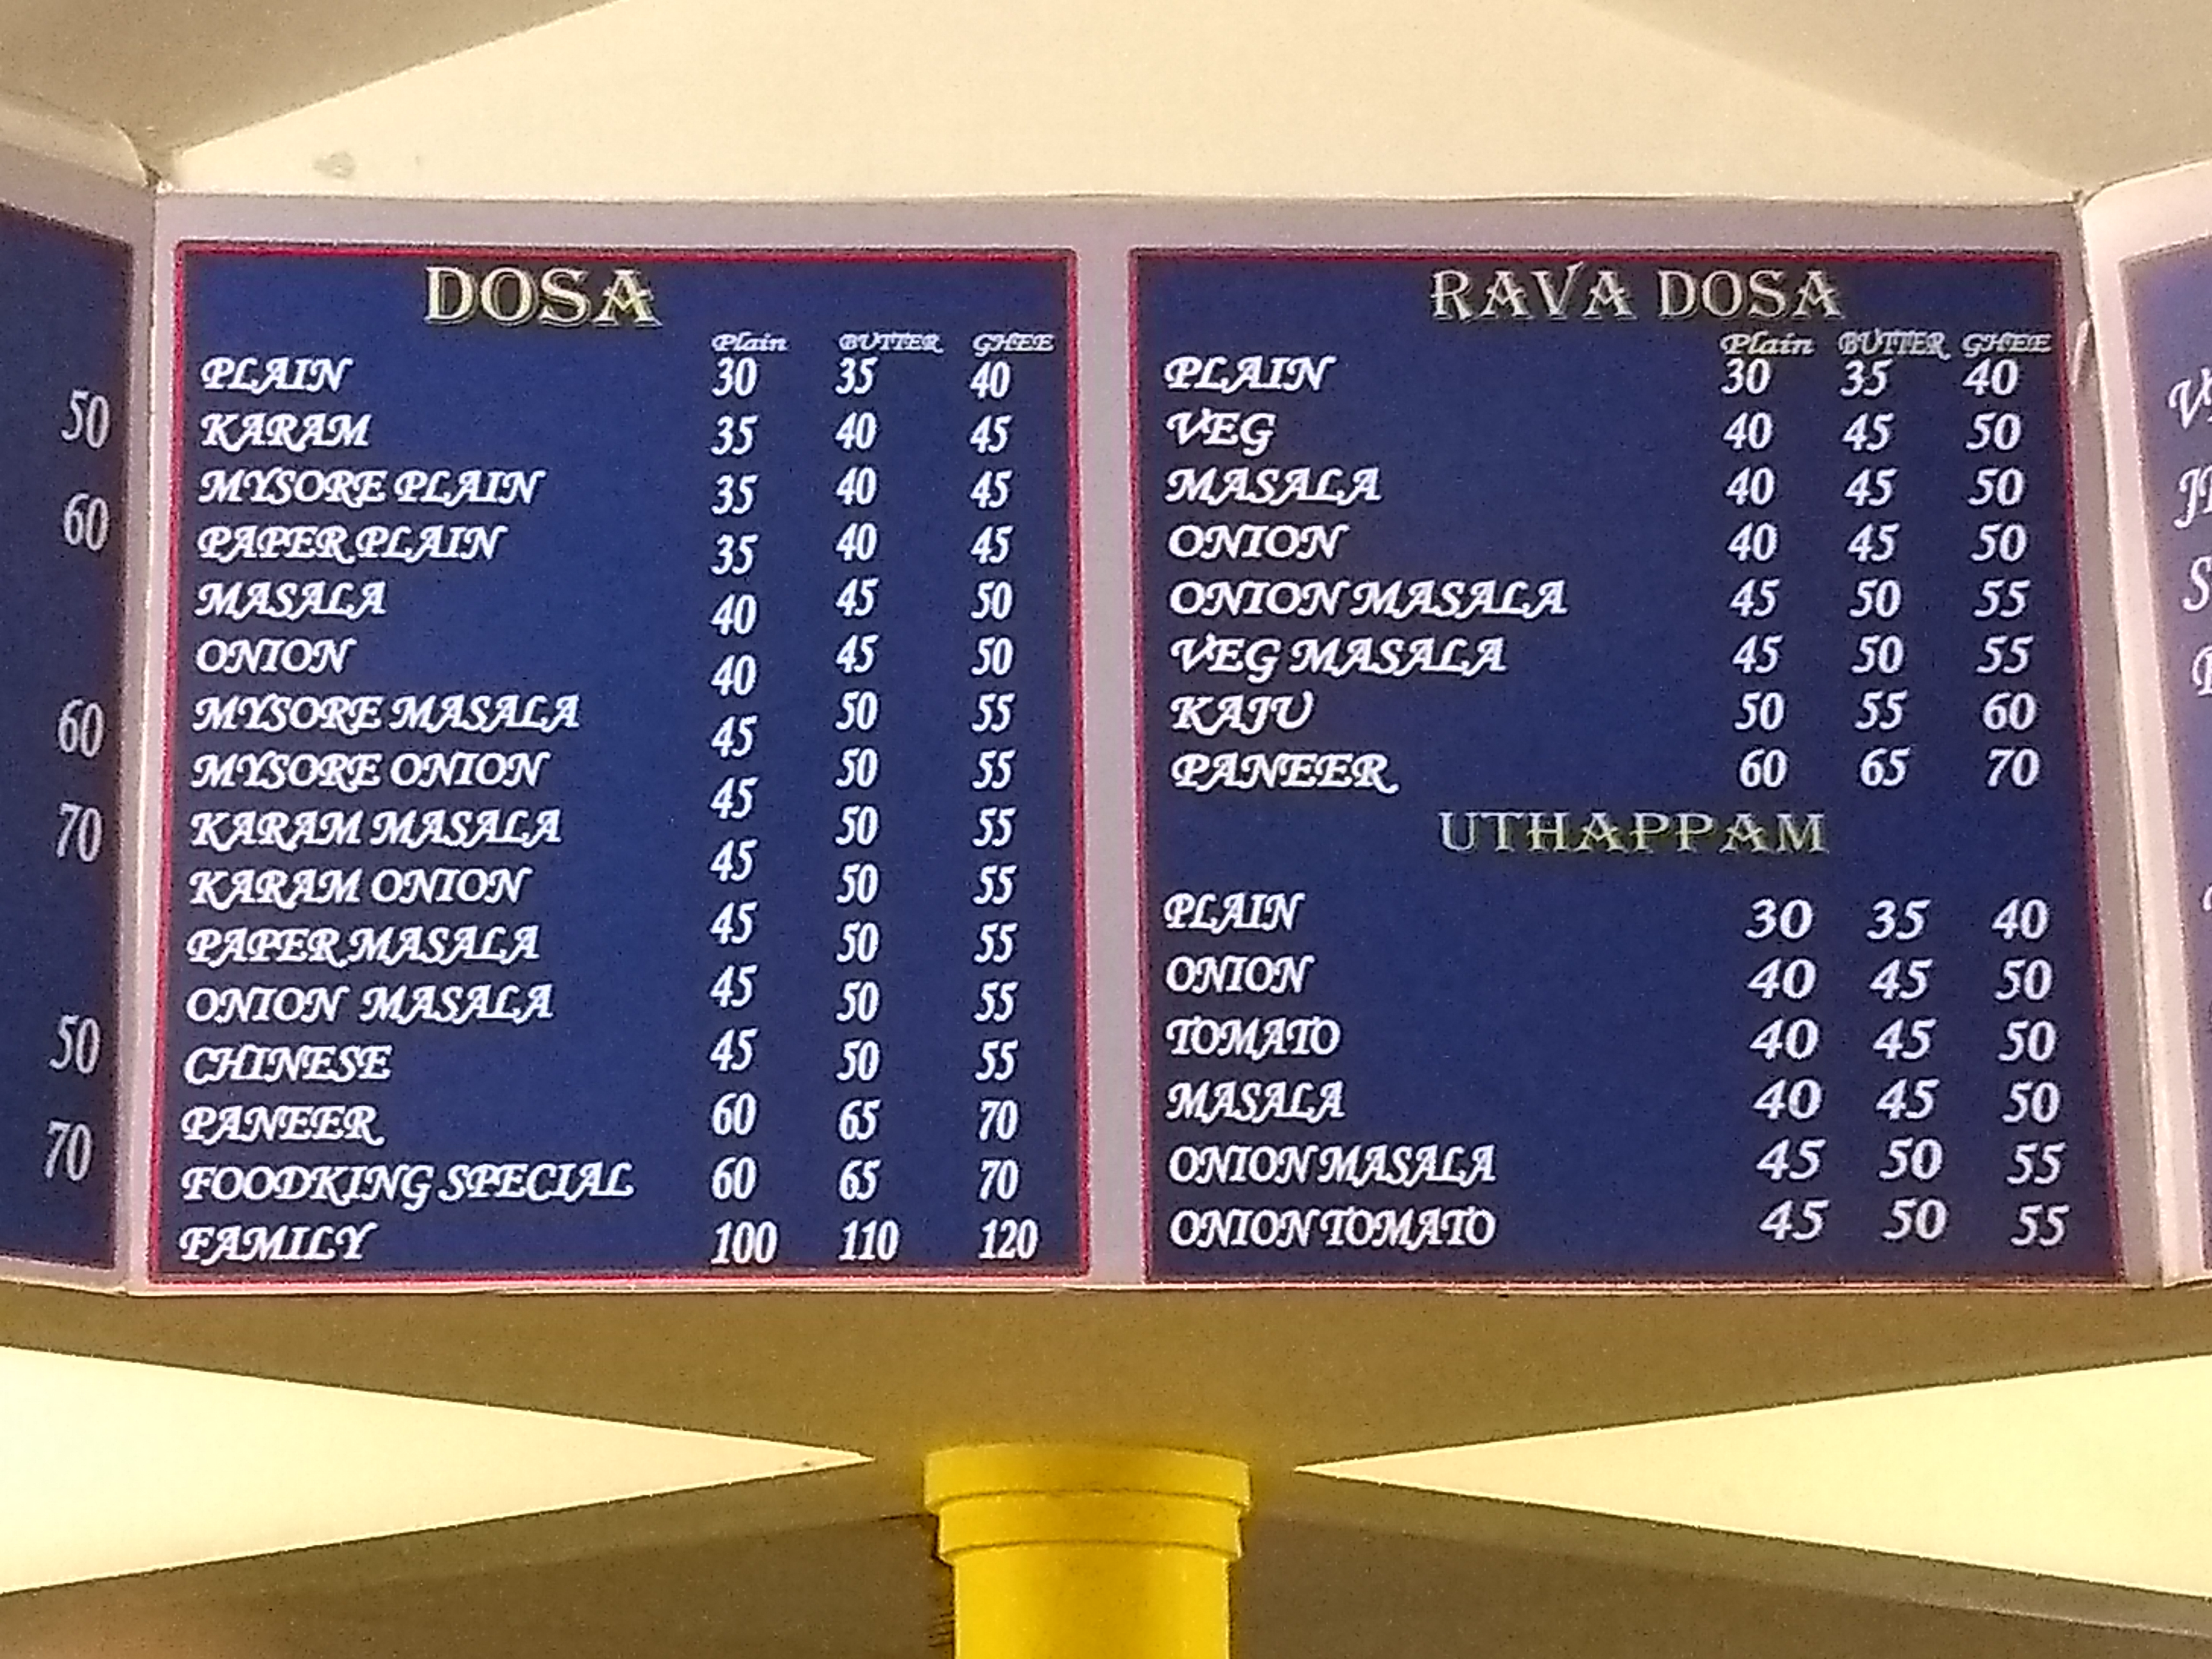 50
60
60
70
50
70
DOSA
Plain BUTTER GHEE
PLAIN 30 35 40
KARAM 35 40 45
MYSORE PLAIN 35 40 45
PAPER PLAIN 35 40 45
MASALA 40 45 50
ONION 40 45 50
MYSORE MASALA 45 50 55
MYSORE ONION 45 50 55
KARAM MASALA 45 50 55
KARAM ONION 45 50 55
PAPER MASALA 45 50 55
ONION MASALA 45 50 55
CHINESE 45 50 55
PANEER 60 65 70
FOODKING SPECIAL 60 65 70
FAMILY 100 110 120
RAVA DOSA
Plain BUTTER GHEE
PLAIN 30 35 40
VEG 40 45 50
MASALA 40 45 50
ONION 40 45 50
ONION MASALA 45 50 55
VEG MASALA 45 50 55
KAJU 50 55 60
PANEER 60 65 70
UTHAPPAM
PLAIN 30 35 40
ONION 40 45 50
TOMATO 40 45 50
MASALA 40 45 50
ONION MASALA 45 50 55
ONION TOMATO 45 50 55